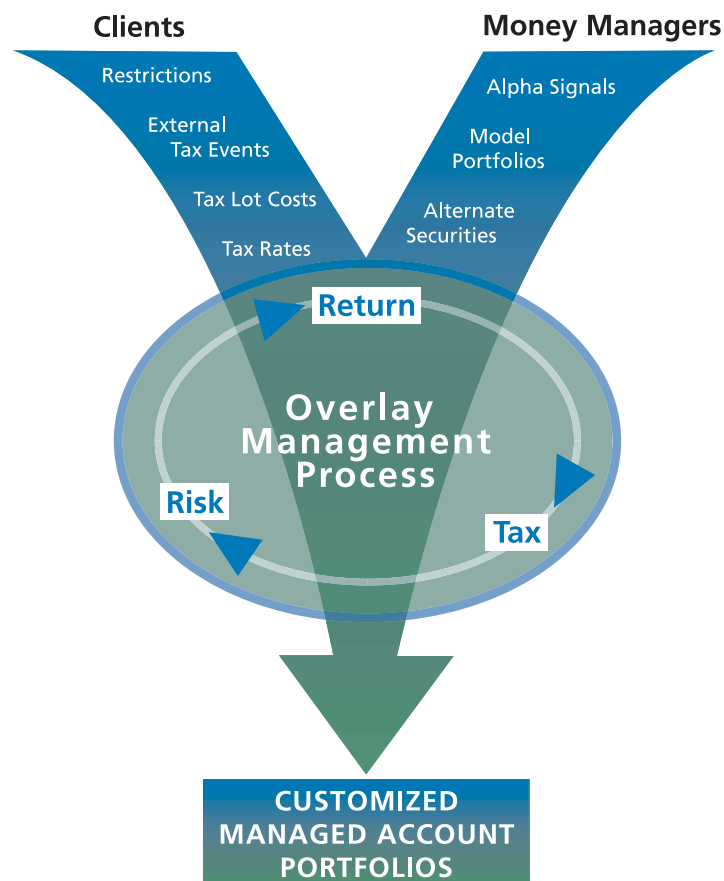 Clients
Restrictions
External
Tax Events
Tax Lot Costs
Tax Rates
Money Managers
Alpha Signals
Model
Portfolios
Alternate
Securities
Return
Overlay
Management
Process
Risk
Tax
CUSTOMIZED
MANAGED ACCOUNT
PORTFOLIOS